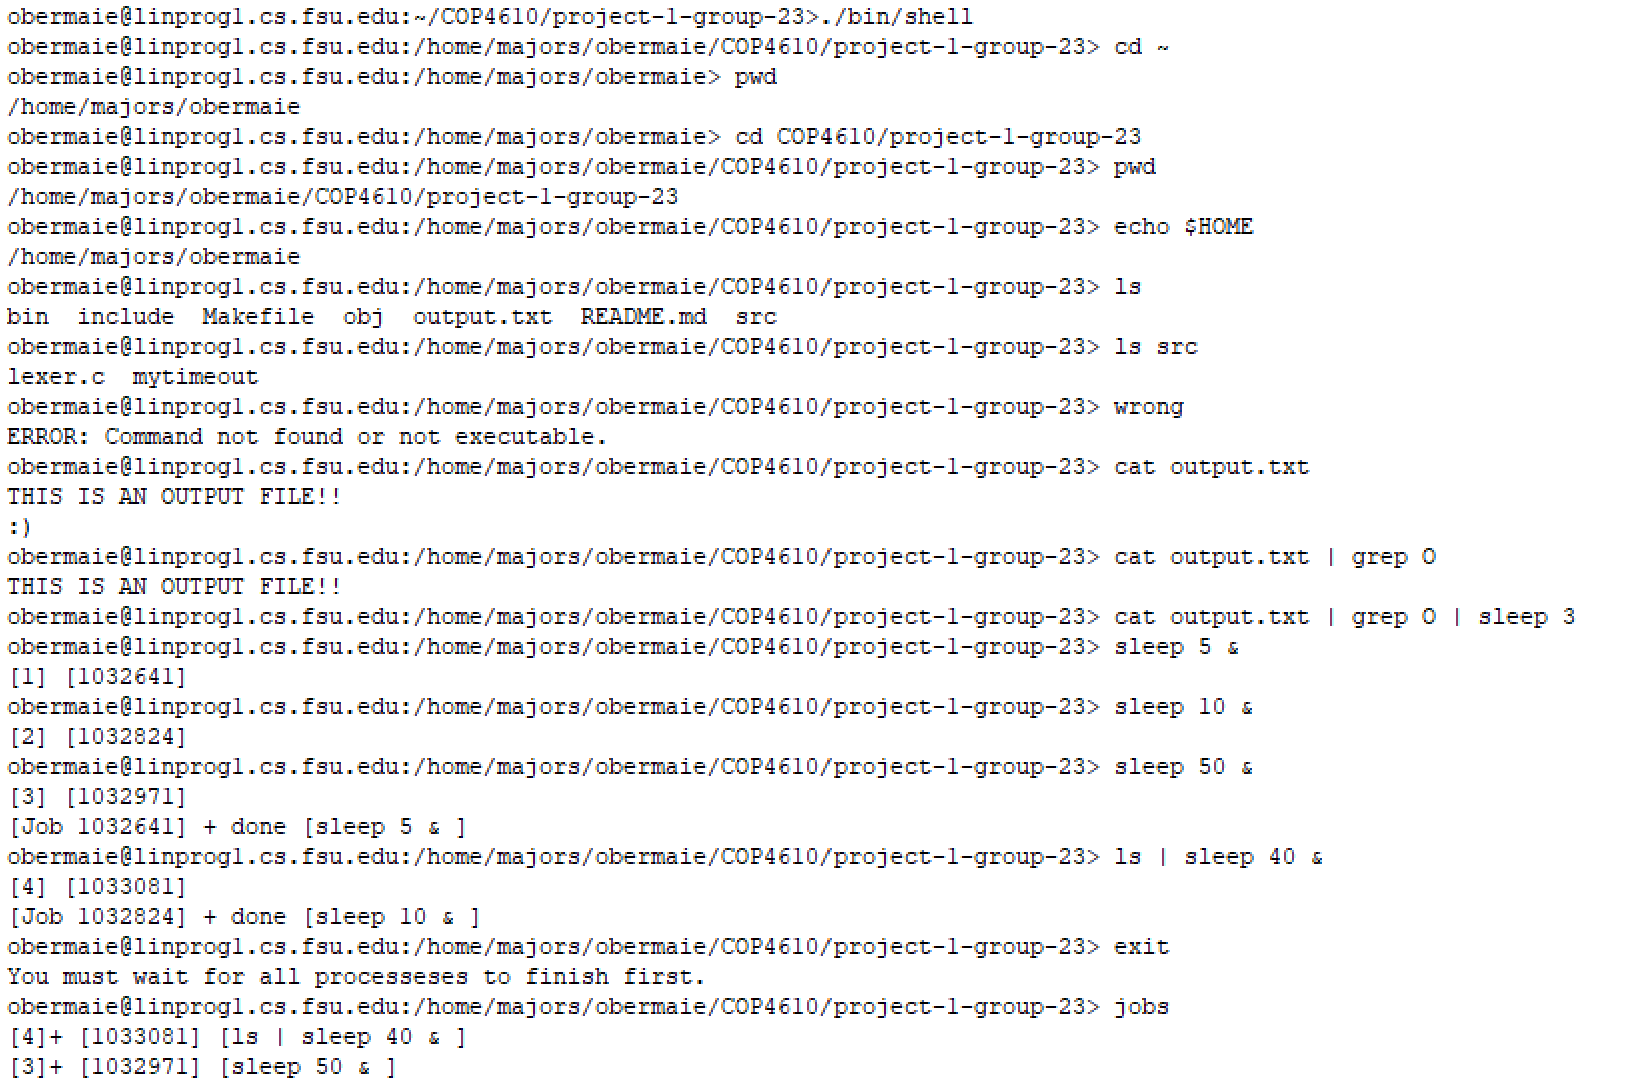 obermaie@linprog1.cs.fsu.edu:~/COP4610/project-1-group-23>./bin/shell
obermaie@linprog1.cs.fsu.edu:/home/majors/obermaie/COP4610/project-1-group-23> cd ~
obermaie@linprog1.cs.fsu.edu:/home/majors/obermaie> pwd
/home/majors/obermaie
obermaie@linprog1.cs.fsu.edu:/home/majors/obermaie> cd COP4610/project-1-group-23
obermaie@linprog1.cs.fsu.edu:/home/majors/obermaie/COP4610/project-1-group-23> pwd
/home/majors/obermaie/COP4610/project-1-group-23
obermaie@linprog1.cs.fsu.edu:/home/majors/obermaie/COP4610/project-1-group-23> echo $HOME
/home/majors/obermaie
obermaie@linprog1.cs.fsu.edu:/home/majors/obermaie/COP4610/project-1-group-23> ls
bin  include  Makefile  obj  output.txt  README.md  src
obermaie@linprog1.cs.fsu.edu:/home/majors/obermaie/COP4610/project-1-group-23> ls src
lexer.c  mytimeout
obermaie@linprog1.cs.fsu.edu:/home/majors/obermaie/COP4610/project-1-group-23> wrong
ERROR: Command not found or not executable.
obermaie@linprog1.cs.fsu.edu:/home/majors/obermaie/COP4610/project-1-group-23> cat output.txt
THIS IS AN OUTPUT FILE!!
:)
obermaie@linprog1.cs.fsu.edu:/home/majors/obermaie/COP4610/project-1-group-23> cat output.txt | grep O
THIS IS AN OUTPUT FILE!!
obermaie@linprog1.cs.fsu.edu:/home/majors/obermaie/COP4610/project-1-group-23> cat output.txt | grep O | sleep 3
obermaie@linprog1.cs.fsu.edu:/home/majors/obermaie/COP4610/project-1-group-23> sleep 5 &
[1] [1032641]
obermaie@linprog1.cs.fsu.edu:/home/majors/obermaie/COP4610/project-1-group-23> sleep 10 &
[2] [1032824]
obermaie@linprog1.cs.fsu.edu:/home/majors/obermaie/COP4610/project-1-group-23> sleep 50 &
[3] [1032971]
[Job 1032641] + done [sleep 5 & ]
obermaie@linprog1.cs.fsu.edu:/home/majors/obermaie/COP4610/project-1-group-23> ls | sleep 40 &
[4] [1033081]
[Job 1032824] + done [sleep 10 & ]
obermaie@linprog1.cs.fsu.edu:/home/majors/obermaie/COP4610/project-1-group-23> exit
You must wait for all processeses to finish first.
obermaie@linprog1.cs.fsu.edu:/home/majors/obermaie/COP4610/project-1-group-23> jobs
[4]+ [1033081] [ls | sleep 40 & ]
[3]+ [1032971] [sleep 50 & ]